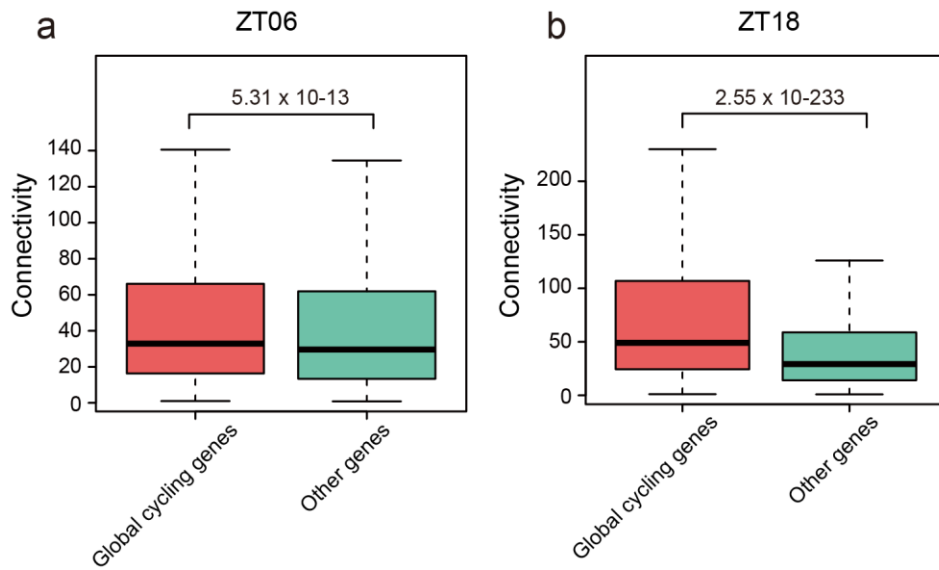 a
ZT06
5.31 x 10-13
Connectivity
140
120
100
80
60
40
20
0
Global cycling genes
Other genes
b
ZT18
2.55 x 10-233
Connectivity
200
150
100
50
0
Global cycling genes
Other genes